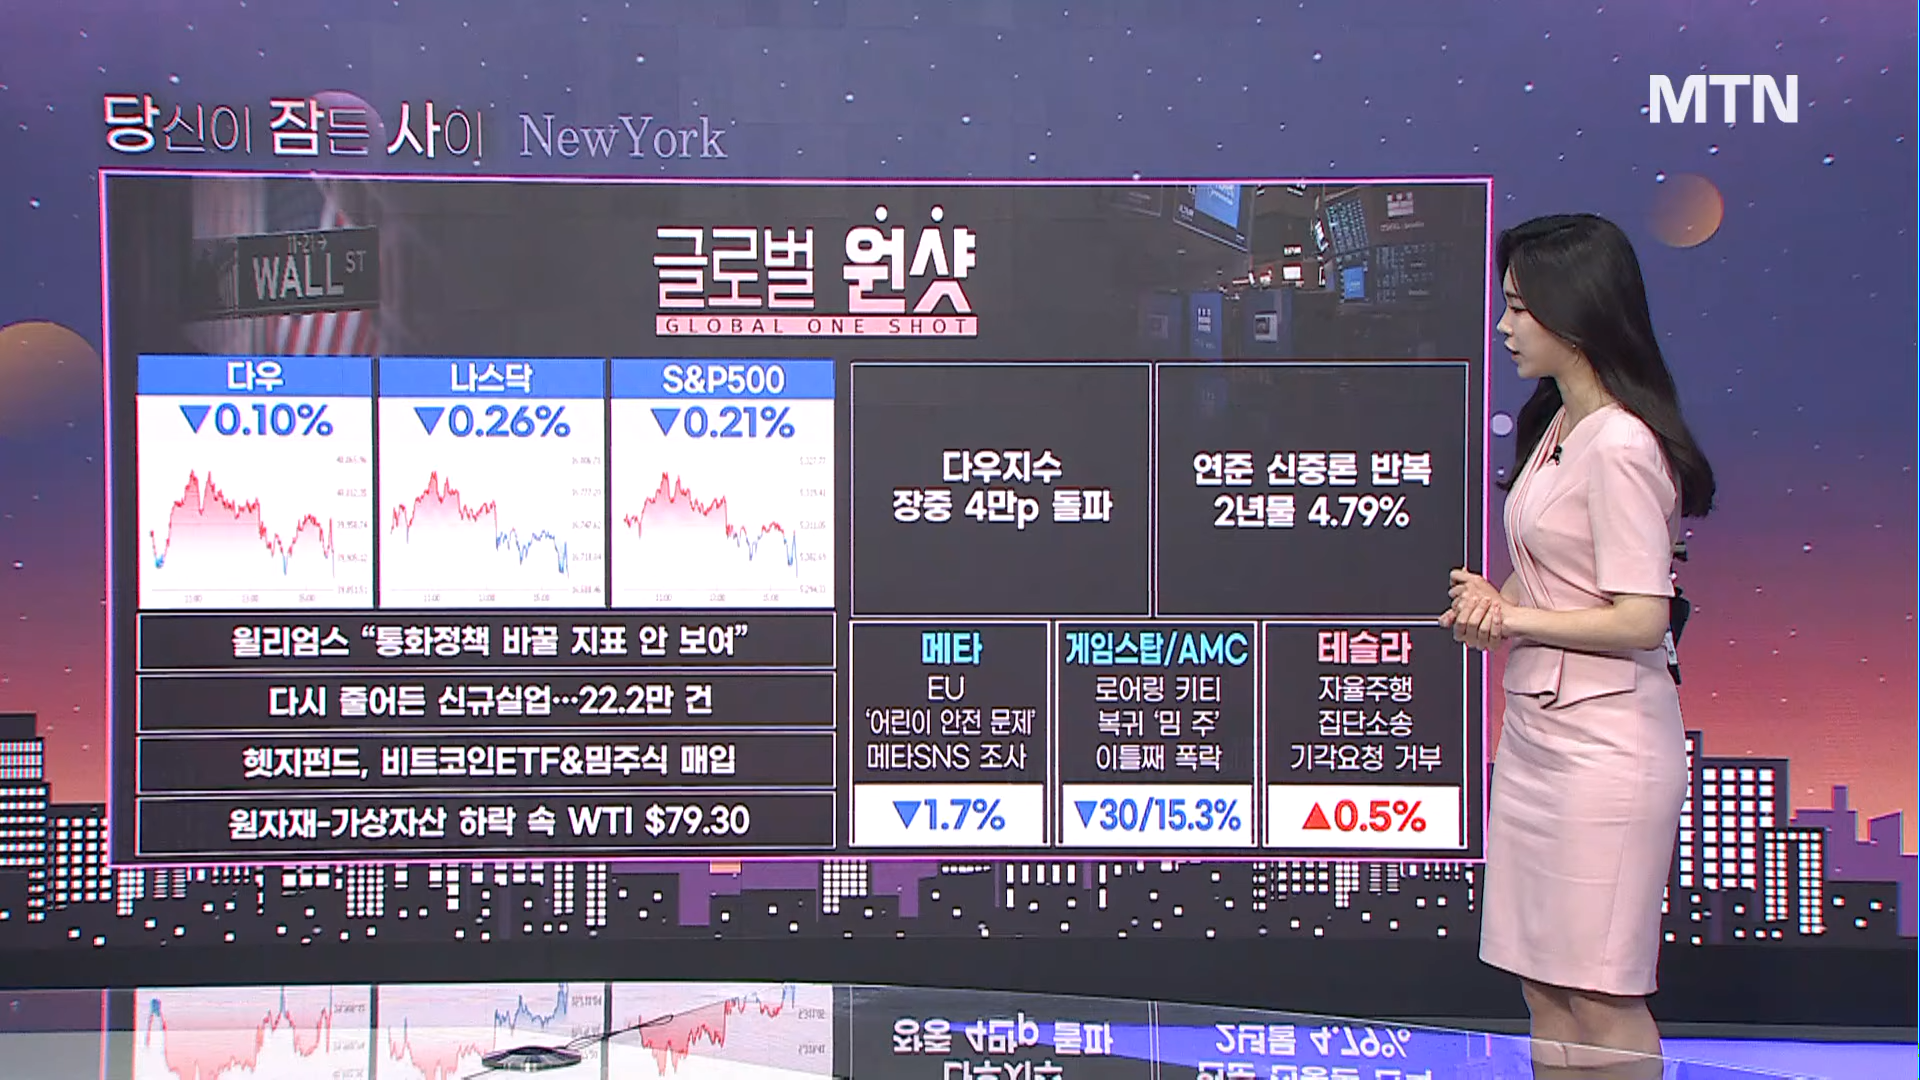 당신이 잠든 사이 NewYork
MTN
WALL ST
글로벌 원샷
GLOBAL ONE SHOT
다우
▼0.10%
나스닥
▼0.26%
S&P500
▼0.21%
다우지수
장중 4만p 돌파
연준 신중론 반복
2년물 4.79%
윌리엄스 “통화정책 바꿀 지표 안 보여”
다시 줄어든 신규실업…22.2만 건
헷지펀드, 비트코인ETF&밈주식 매입
원자재-가상자산 하락 속 WTI $79.30
메타
EU
‘어린이 안전 문제’
메타SNS 조사
▼1.7%
게임스탑/AMC
로어링 키티
복귀 ‘밈 주’
이틀째 폭락
▼30/15.3%
테슬라
자율주행
집단소송
기각요청 거부
▲0.5%